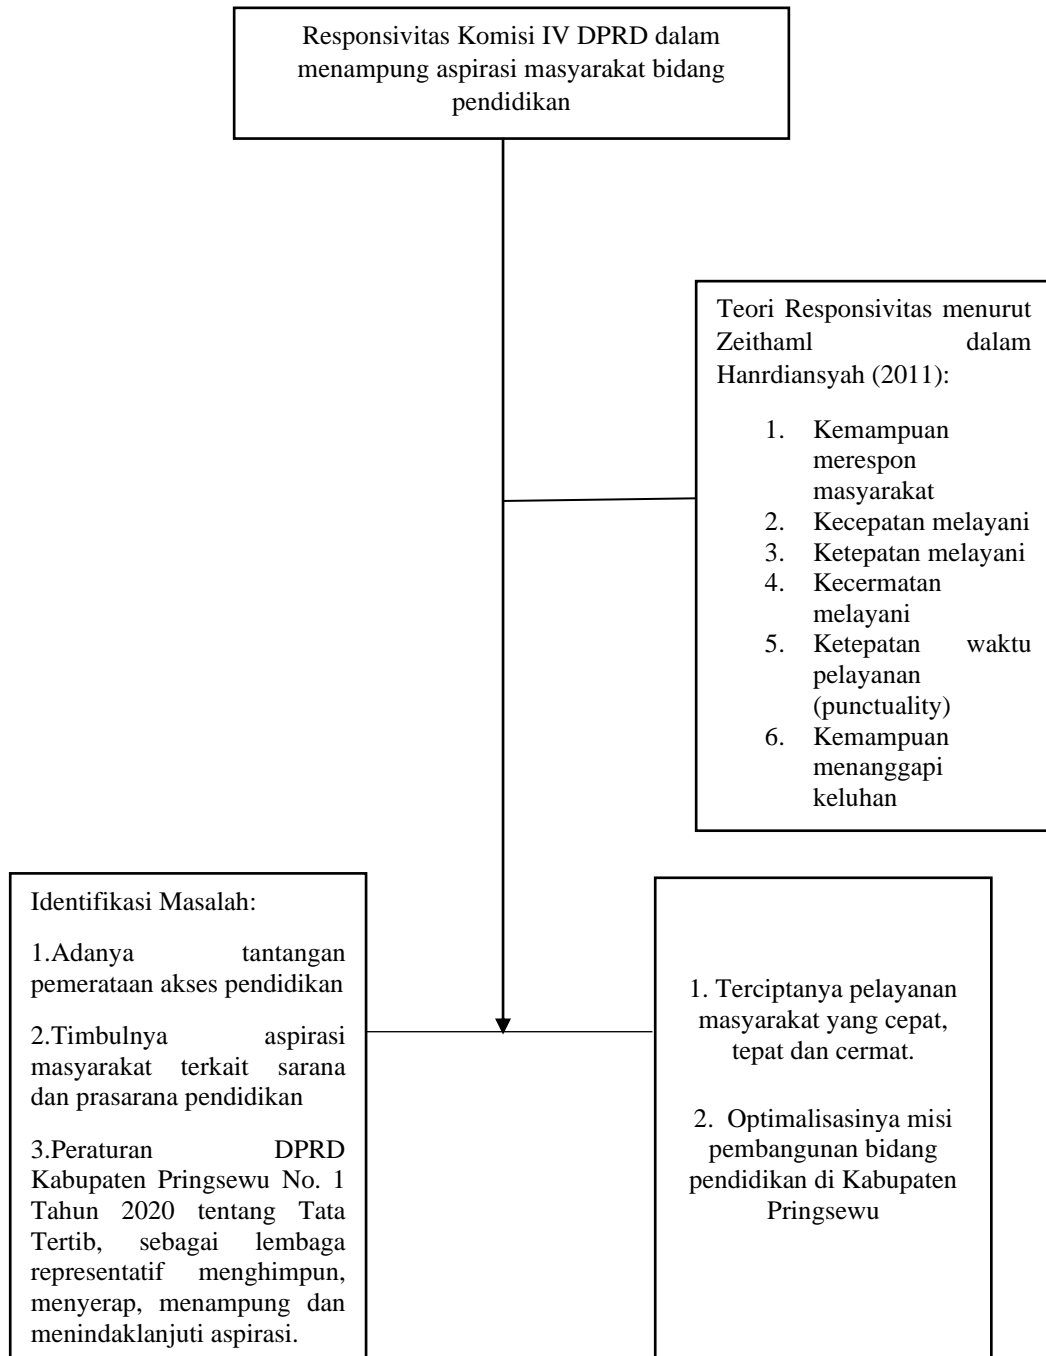 Responsivitas Komisi IV DPRD dalam
menampung aspirasi masyarakat bidang
pendidikan
Teori Responsivitas menurut
Zeithaml dalam
Hanrdiansyah (2011):
1. Kemampuan
merespon
masyarakat
2. Kecepatan melayani
3. Ketepatan melayani
4. Kecermatan
melayani
5. Ketepatan waktu
pelayanan
(punctuality)
6. Kemampuan
menanggapi
keluhan
Identifikasi Masalah:
1.Adanya tantangan
pemerataan akses pendidikan
2.Timbulnya aspirasi
masyarakat terkait sarana
dan prasarana pendidikan
3.Peraturan DPRD
Kabupaten Pringsewu No. 1
Tahun 2020 tentang Tata
Tertib, sebagai lembaga
representatif menghimpun,
menyerap, menampung dan
menindaklanjuti aspirasi.
1. Terciptanya pelayanan
masyarakat yang cepat,
tepat dan cermat.
2. Optimalisasinya misi
pembangunan bidang
pendidikan di Kabupaten
Pringsewu